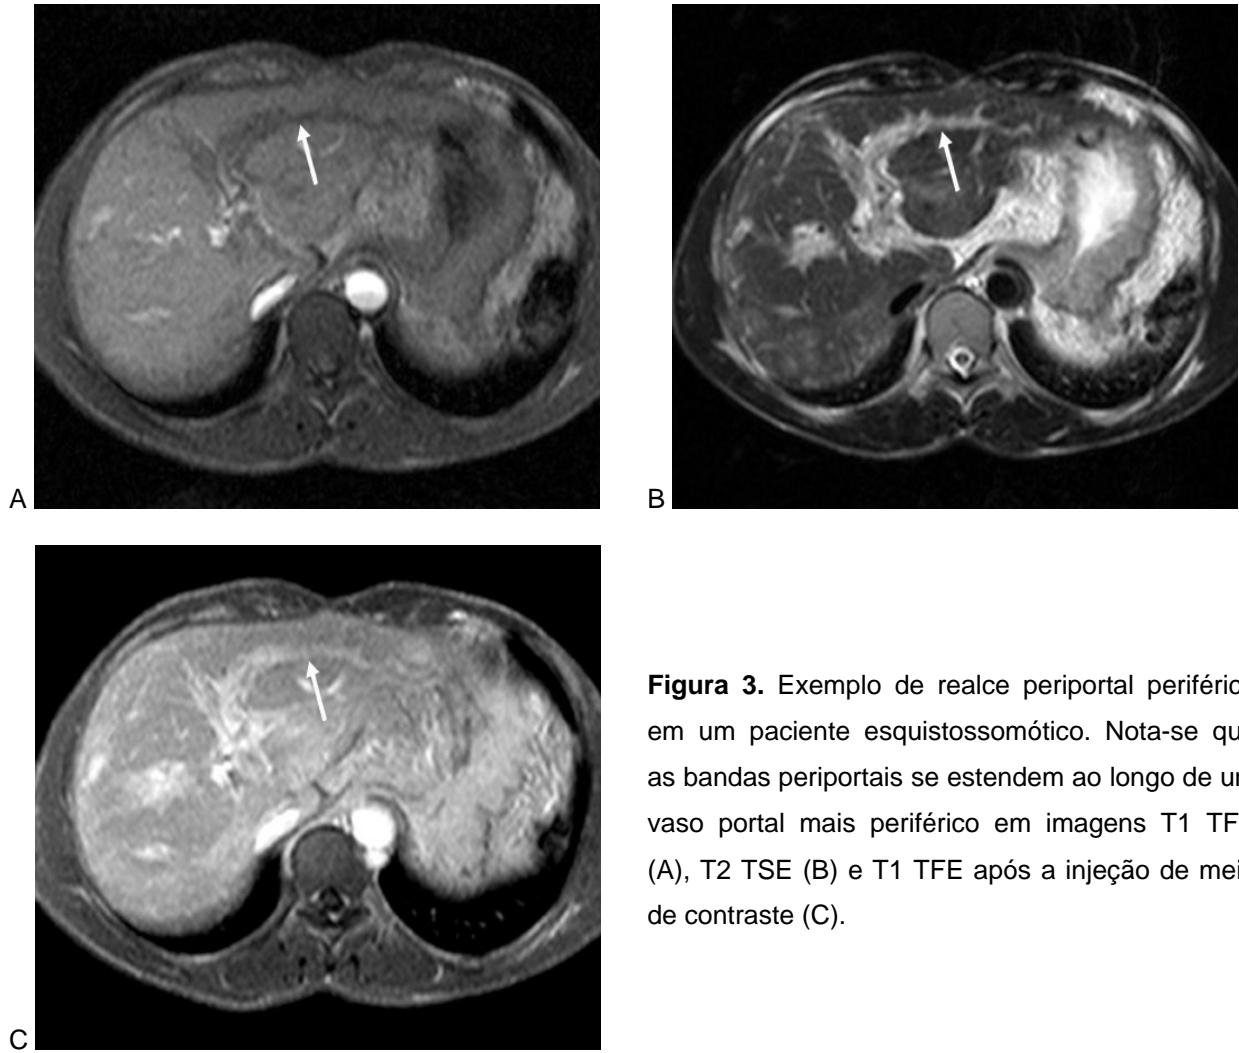 A
B
C
Figura 3. Exemplo de realce periportal periféric
em um paciente esquistossomótico. Nota-se qu
as bandas periportais se estendem ao longo de u
vaso portal mais periférico em imagens T1 TF
(A), T2 TSE (B) e T1 TFE após a injeção de mei
de contraste (C).